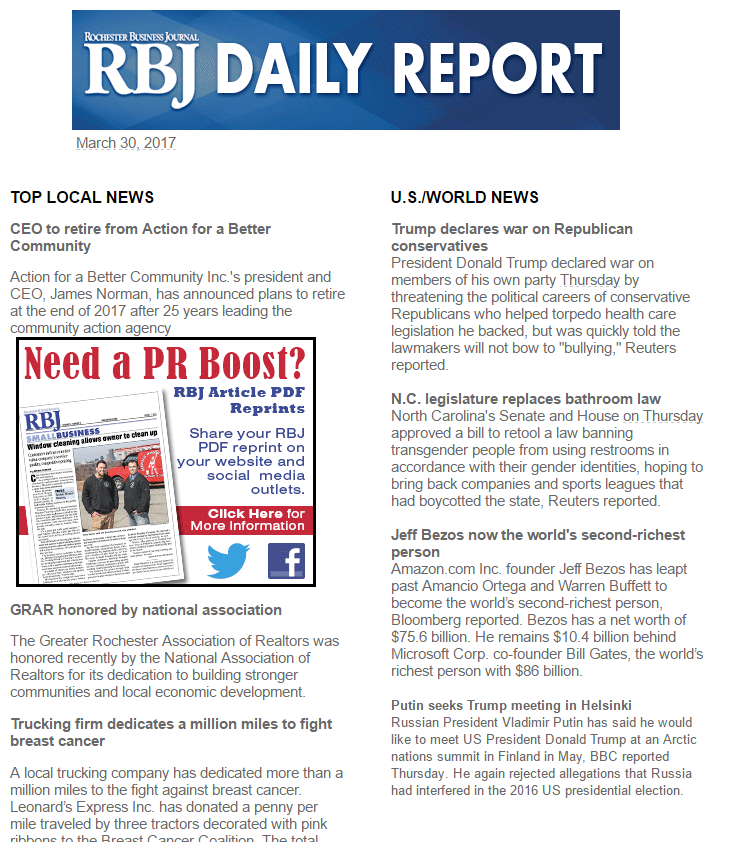 ROCHESTER BUSINESS JOURNAL
RBJ DAILY REPORT
March 30, 2017
TOP LOCAL NEWS
CEO to retire from Action for a Better
Community
Action for a Better Community Inc.'s president and
CEO, James Norman, has announced plans to retire
at the end of 2017 after 25 years leading the
community action agency
Need a PR Boost?
RBJ Article PDF
Reprints
RBJ
SMALLBUSINESS
Window cleaning allows owner to clean up
Share your RBJ
PDF reprint on
your website and
social media
outlets.
Click Here for
More Information
f
GRAR honored by national association
The Greater Rochester Association of Realtors was
honored recently by the National Association of
Realtors for its dedication to building stronger
communities and local economic development.
Trucking firm dedicates a million miles to fight
breast cancer
A local trucking company has dedicated more than a
million miles to the fight against breast cancer.
Leonard’s Express Inc. has donated a penny per
mile traveled by three tractors decorated with pink
ribbons to the Breast Cancer Coalition. The total
U.S./WORLD NEWS
Trump declares war on Republican
conservatives
President Donald Trump declared war on
members of his own party Thursday by
threatening the political careers of conservative
Republicans who helped torpedo health care
legislation he backed, but was quickly told the
lawmakers will not bow to "bullying," Reuters
reported.
N.C. legislature replaces bathroom law
North Carolina's Senate and House on Thursday
approved a bill to retool a law banning
transgender people from using restrooms in
accordance with their gender identities, hoping to
bring back companies and sports leagues that
had boycotted the state, Reuters reported.
Jeff Bezos now the world's second-richest
person
Amazon.com Inc. founder Jeff Bezos has leapt
past Amancio Ortega and Warren Buffett to
become the world’s second-richest person,
Bloomberg reported. Bezos has a net worth of
$75.6 billion. He remains $10.4 billion behind
Microsoft Corp. co-founder Bill Gates, the world’s
richest person with $86 billion.
Putin seeks Trump meeting in Helsinki
Russian President Vladimir Putin has said he would
like to meet US President Donald Trump at an Arctic
nations summit in Finland in May, BBC reported
Thursday. He again rejected allegations that Russia
had interfered in the 2016 US presidential election.